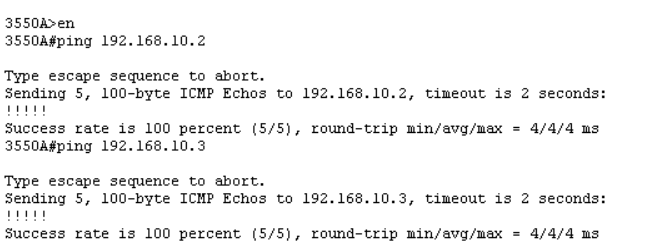 3550A>en
3550A#ping 192.168.10.2
Type escape sequence to abort.
Sending 5, 100-byte ICMP Echos to 192.168.10.2, timeout is 2 seconds:
!!!!!
Success rate is 100 percent (5/5), round-trip min/avg/max = 4/4/4 ms
3550A#ping 192.168.10.3
Type escape sequence to abort.
Sending 5, 100-byte ICMP Echos to 192.168.10.3, timeout is 2 seconds:
!!!!!
Success rate is 100 percent (5/5), round-trip min/avg/max = 4/4/4 ms